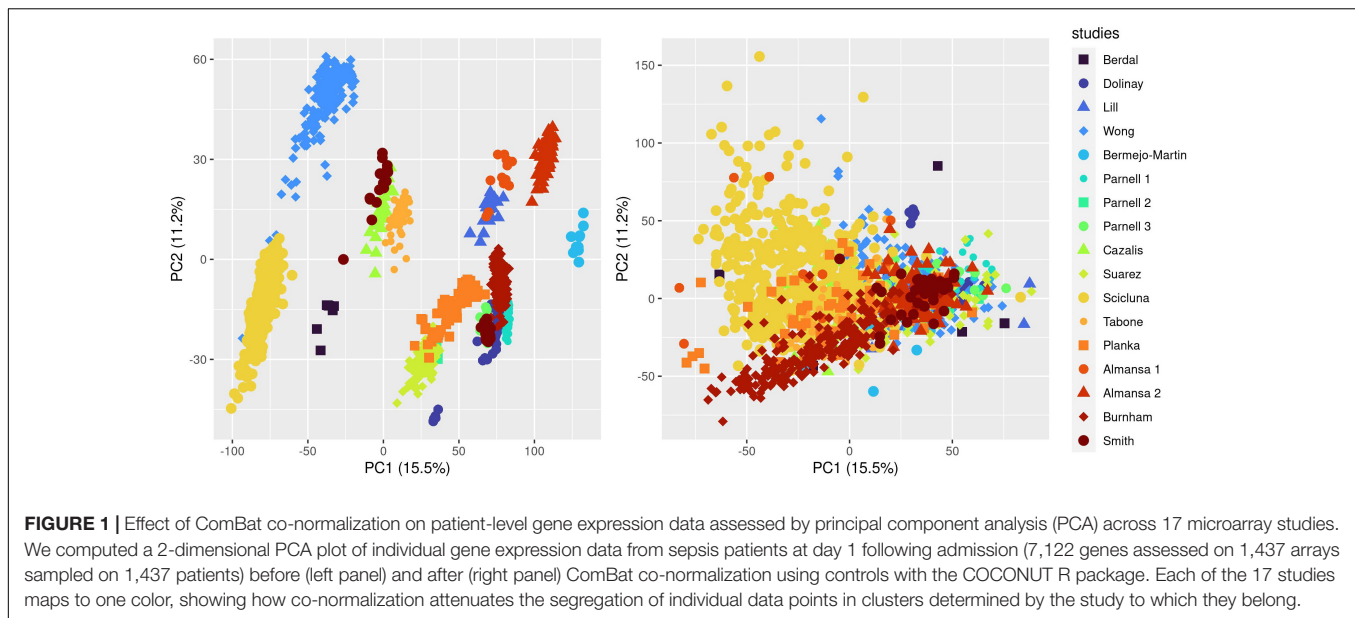 60
30
0
-30
PC2 (11.2%)
-100
-50
0
50
100
PC1 (15.5%)
150
100
50
0
-50
PC2 (11.2%)
-50
0
50
PC1 (15.5%)
studies
Berdal
Dolinay
Lill
Wong
Bermejo-Martin
Parnell 1
Parnell 2
Parnell 3
Cazalis
Suarez
Scicluna
Tabone
Planka
Almansa 1
Almansa 2
Burnham
Smith
FIGURE 1 | Effect of ComBat co-normalization on patient-level gene expression data assessed by principal component analysis (PCA) across 17 microarray studies.
We computed a 2-dimensional PCA plot of individual gene expression data from sepsis patients at day 1 following admission (7,122 genes assessed on 1,437 arrays
sampled on 1,437 patients) before (left panel) and after (right panel) ComBat co-normalization using controls with the COCONUT R package. Each of the 17 studies
maps to one color, showing how co-normalization attenuates the segregation of individual data points in clusters determined by the study to which they belong.